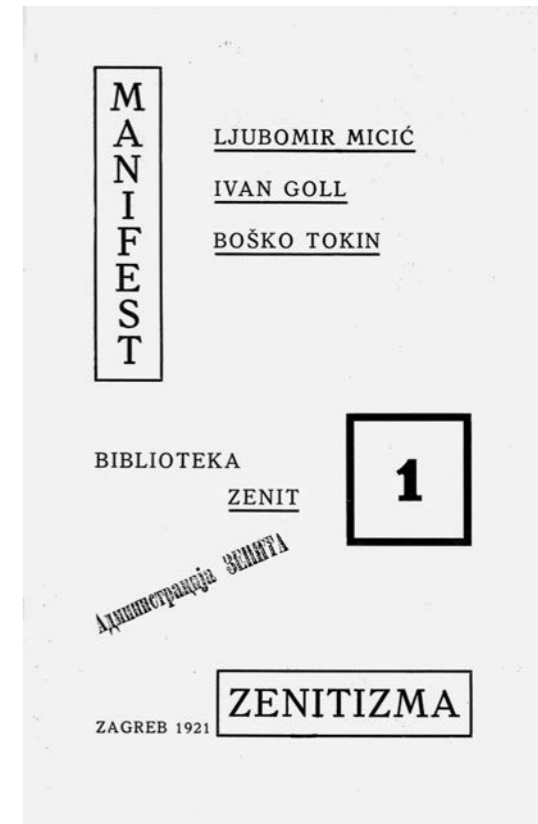 MANIFEST
LJUBOMIR MICIĆ
IVAN GOLL
BOŠKO TOKIN
BIBLIOTEKA
ZENIT
1
Администрација ЗЕНИТА
ZAGREB 1921
ZENITIZMA